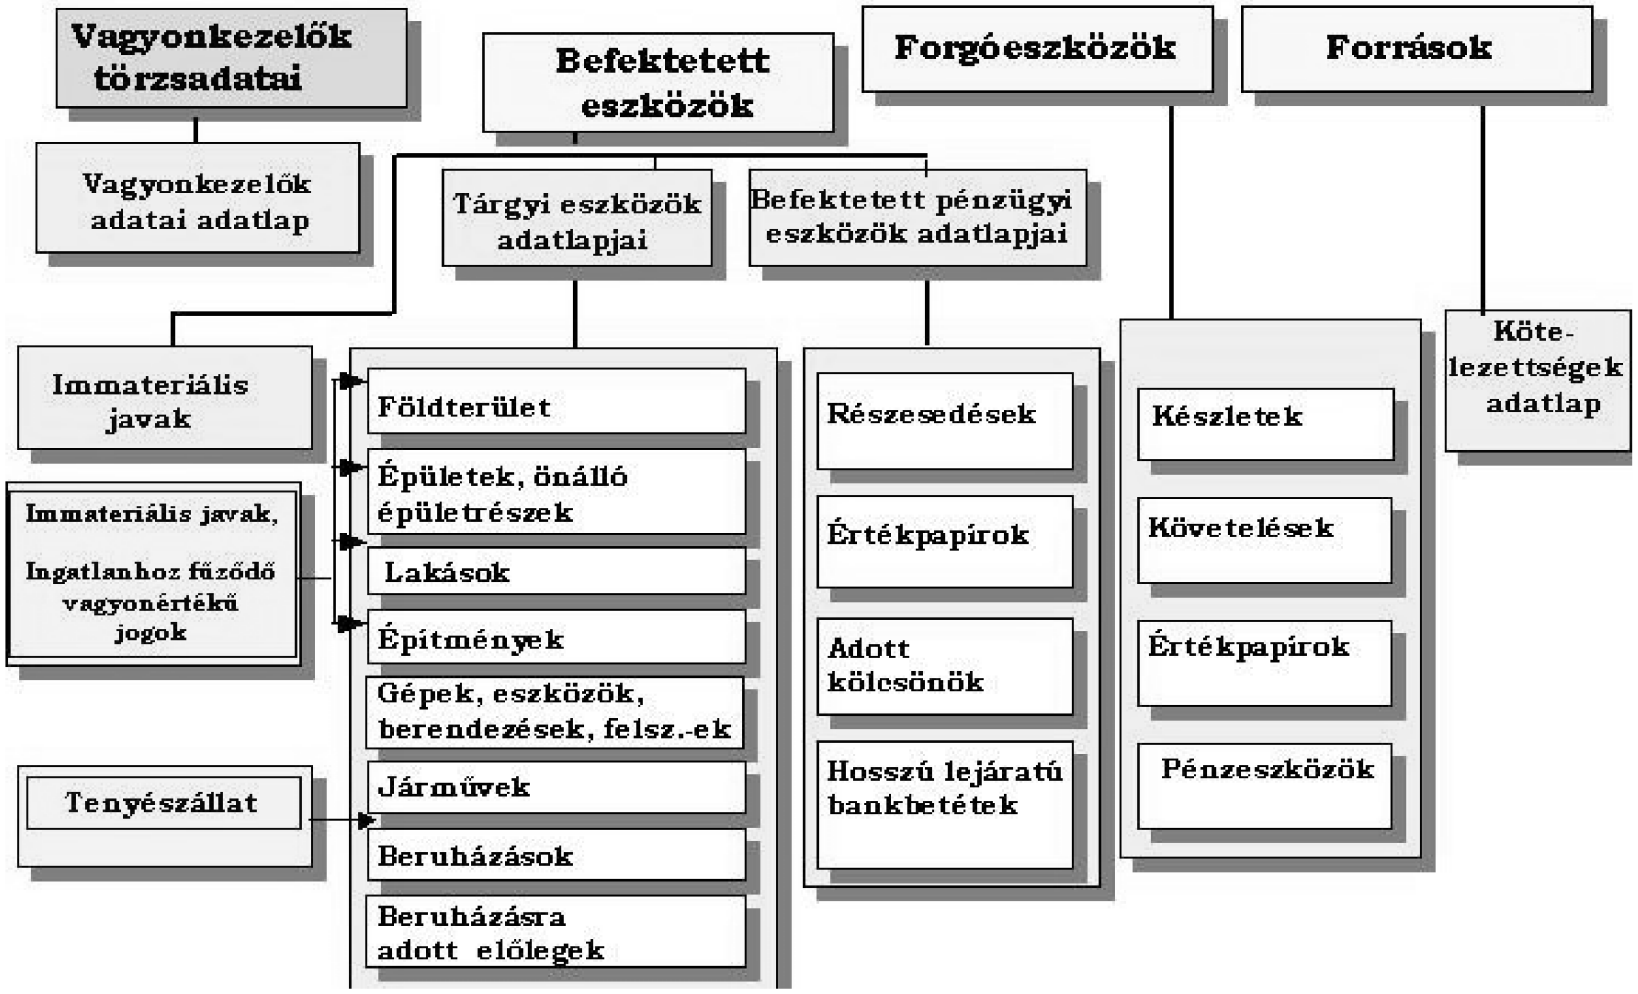 Vagyonkezelők
törzsadatai
Befektetett
eszközök
Forgóeszközök
Források
Vagyonkezelők
adatai adatlap
Tárgyi eszközök
adatlapjai
Befektetett pénzügyi
eszközök adatlapjai
Immateriális
javak
Immateriális javak,
Ingatlanhoz fűződő
vagyonértékű
jogok
Tenyészállat
Földterület
Épületek, önálló
épületrészek
Lakások
Építmények
Gépek, eszközök,
berendezések, felsz.-ek
Járművek
Beruházások
Beruházásra
adott előlegek
Részesedések
Értékpapírok
Adott
kölcsönök
Hosszú lejáratú
bankbetétek
Készletek
Követelések
Értékpapírok
Pénzeszközök
Köte-
lezettségek
adatlap